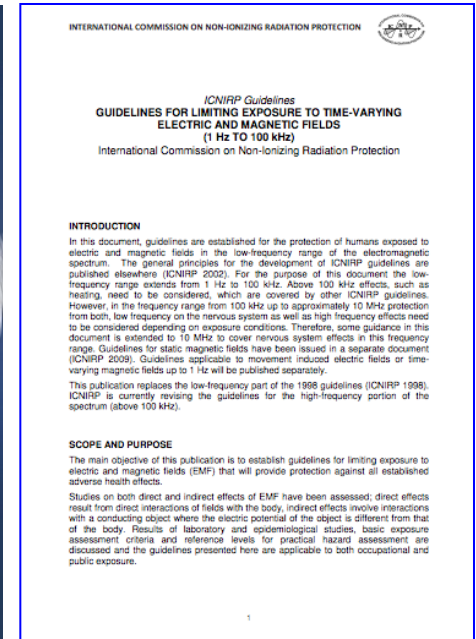 INTERNATIONAL COMMISSION ON NON-IONIZING RADIATION PROTECTION
ICNIRP Guidelines
GUIDELINES FOR LIMITING EXPOSURE TO TIME-VARYING
ELECTRIC AND MAGNETIC FIELDS
(1 Hz TO 100 kHz)
International Commission on Non-Ionizing Radiation Protection
INTRODUCTION
In this document, guidelines are established for the protection of humans exposed to
electric and magnetic fields in the low-frequency range of the electromagnetic
spectrum. The general principles for the development of ICNIRP guidelines are
published elsewhere (ICNIRP 2002). For the purpose of this document the low-
frequency range extends from 1 Hz to 100 kHz. Above 100 kHz effects, such as
heating, need to be considered, which are covered by other ICNIRP guidelines.
However, in the frequency range from 100 kHz up to approximately 10 MHz protection
from both, low frequency on the nervous system as well as high frequency effects need
to be considered depending on exposure conditions. Therefore, some guidance in this
document is extended to 10 MHz to cover nervous system effects in this frequency
range. Guidelines for static magnetic fields have been issued in a separate document
(ICNIRP 2009). Guidelines applicable to movement induced electric fields or time-
varying magnetic fields up to 1 Hz will be published separately.
This publication replaces the low-frequency part of the 1998 guidelines (ICNIRP 1998).
ICNIRP is currently revising the guidelines for the high-frequency portion of the
spectrum (above 100 kHz).
SCOPE AND PURPOSE
The main objective of this publication is to establish guidelines for limiting exposure to
electric and magnetic fields (EMF) that will provide protection against all established
adverse health effects.
Studies on both direct and indirect effects of EMF have been assessed; direct effects
result from direct interactions of fields with the body, indirect effects involve interactions
with a conducting object where the electric potential of the object is different from that
of the body. Results of laboratory and epidemiological studies, basic exposure
assessment criteria and reference levels for practical hazard assessment are
discussed and the guidelines presented here are applicable to both occupational and
public exposure.
1